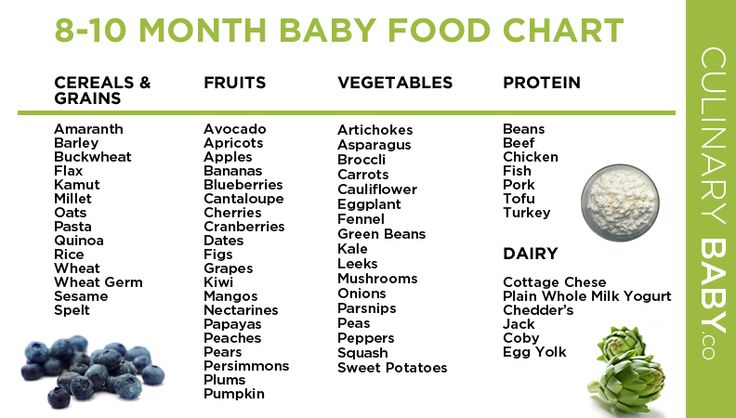 8-10 MONTH BABY FOOD CHART
CEREALS &
GRAINS
Amaranth
Barley
Buckwheat
Flax
Kamut
Millet
Oats
Pasta
Quinoa
Rice
Wheat
Wheat Germ
Sesame
Spelt
FRUITS
Avocado
Apricots
Apples
Bananas
Blueberries
Cantaloupe
Cherries
Cranberries
Dates
Figs
Grapes
Kiwi
Mangos
Nectarines
Papayas
Peaches
Pears
Persimmons
Plums
Pumpkin
VEGETABLES
Artichokes
Asparagus
Broccli
Carrots
Cauliflower
Eggplant
Fennel
Green Beans
Kale
Leeks
Mushrooms
Onions
Parsnips
Peas
Peppers
Squash
Sweet Potatoes
PROTEIN
Beans
Beef
Chicken
Fish
Pork
Tofu
Turkey
DAIRY
Cottage Chese
Plain Whole Milk Yogurt
Chedder's
Jack
Coby
Egg Yolk
CULINARY BABY.co